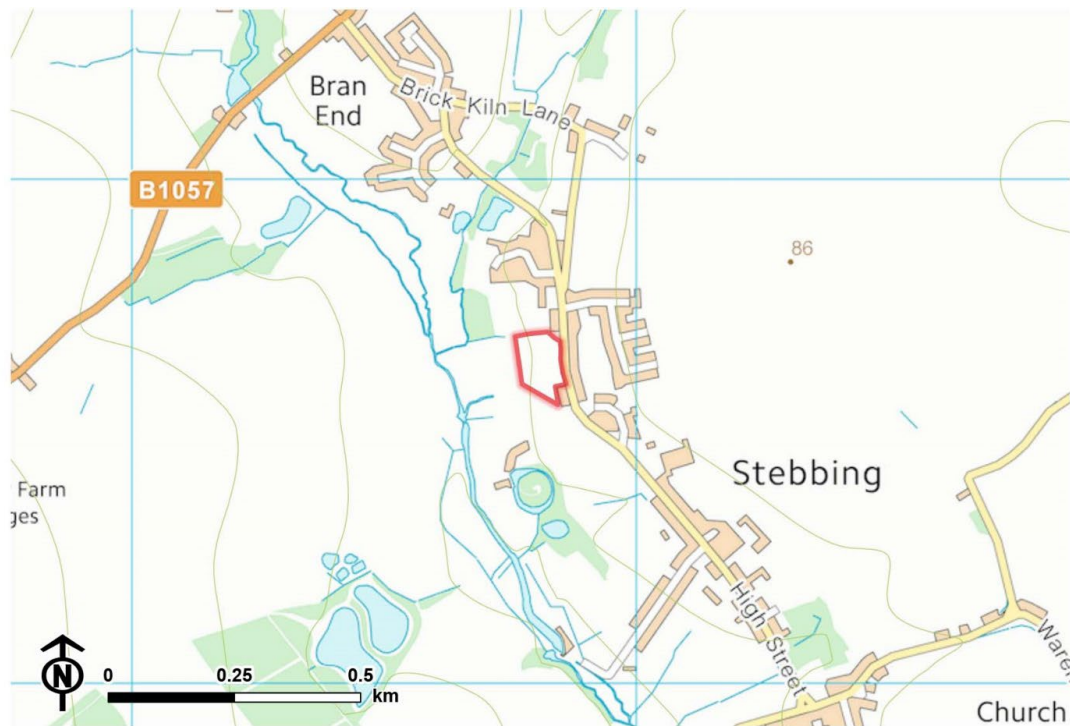 Bran
End
Brick Kiln Lane
B1057
86
Stebbing
Farm
ges
High Street
N
0 0.25 0.5
km
Church